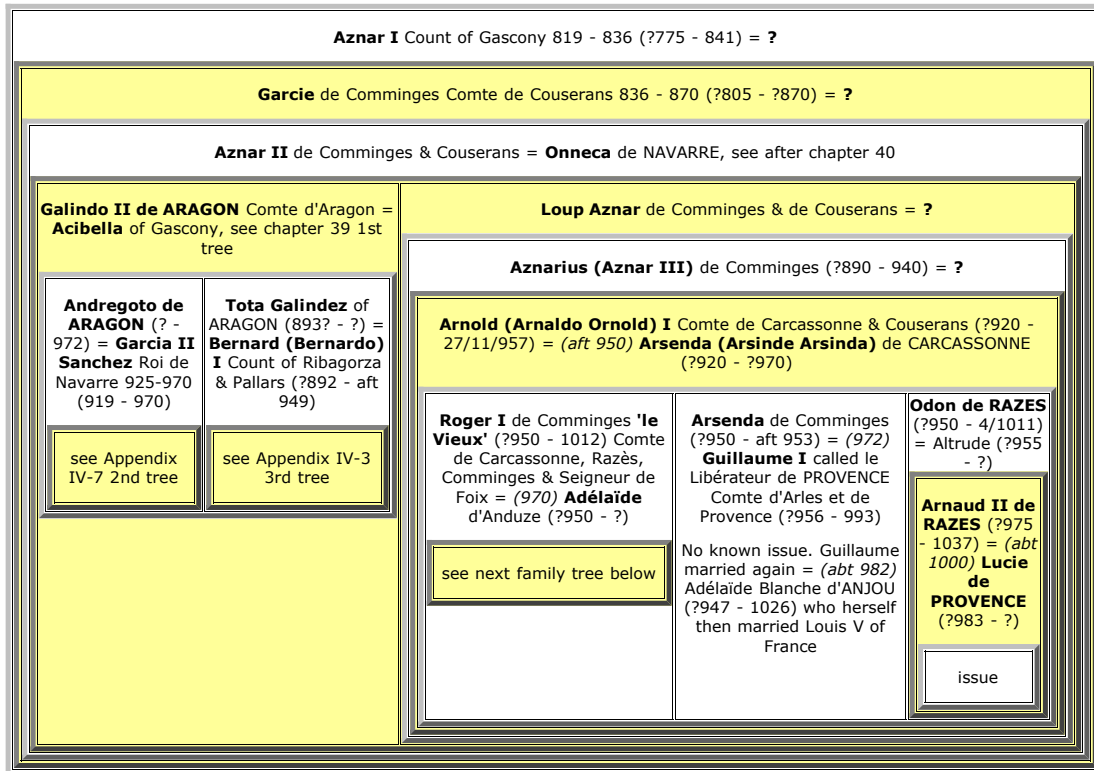 Aznar I Count of Gascony 819 - 836 (?775 - 841) = ?
Garcie de Comminges Comte de Couserans 836 - 870 (?805 - ?870) = ?
Aznar II de Comminges & Couserans = Onneca de NAVARRE, see after chapter 40
Galindo II de ARAGON Comte d'Aragon =
Acibella of Gascony, see chapter 39 1st
tree
Andregoto de
ARAGON (? -
972) = Garcia II
Sanchez Roi de
Navarre 925-970
(919 - 970)
see Appendix
IV-7 2nd tree
Tota Galindez of
ARAGON (893? - ?) =
Bernard (Bernardo)
I Count of Ribagorza
& Pallars (?892 - aft
949)
see Appendix IV-3
3rd tree
Loup Aznar de Comminges & de Couserans = ?
Aznarius (Aznar III) de Comminges (?890 - 940) = ?
Arnold (Arnaldo Ornold) I Comte de Carcassonne & Couserans (?920 -
27/11/957) = (aft 950) Arsenda (Arsinde Arsinda) de CARCASSONNE
(?920 - ?970)
Roger I de Comminges 'le
Vieux' (?950 - 1012) Comte
de Carcassonne, Razès,
Comminges & Seigneur de
Foix = (970) Adélaïde
d'Anduze (?950 - ?)
see next family tree below
Arsenda de Comminges
(?950 - aft 953) = (972)
Guillaume I called le
Libérateur de PROVENCE
Comte d'Arles et de
Provence (?956 - 993)
No known issue. Guillaume
married again = (abt 982)
Adélaïde Blanche d'ANJOU
(?947 - 1026) who herself
then married Louis V of
France
Odon de RAZES
(?950 - 4/1011)
= Altrude (?955
- ?)
Arnaud II de
RAZES (?975
- 1037) = (abt
1000) Lucie
de
PROVENCE
(?983 - ?)
issue